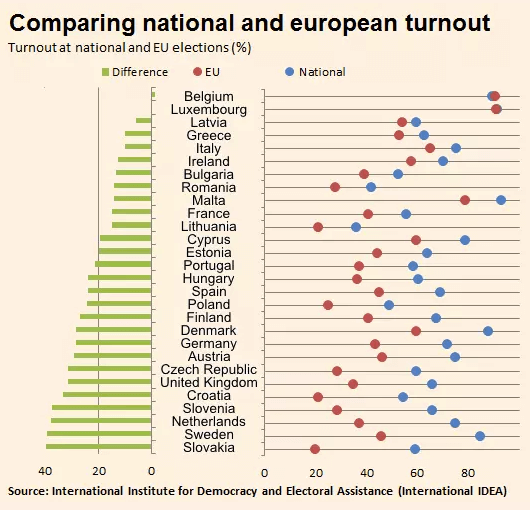 Comparing national and european turnout
Turnout at national and EU elections (%)
Difference EU National
Belgium
Luxembourg
Latvia
Greece
Italy
Ireland
Bulgaria
Romania
Malta
France
Lithuania
Cyprus
Estonia
Portugal
Hungary
Spain
Poland
Finland
Denmark
Germany
Austria
Czech Republic
United Kingdom
Croatia
Slovenia
Netherlands
Sweden
Slovakia
40 20 0 0 20 40 60 80
Source: International Institute for Democracy and Electoral Assistance (International IDEA)